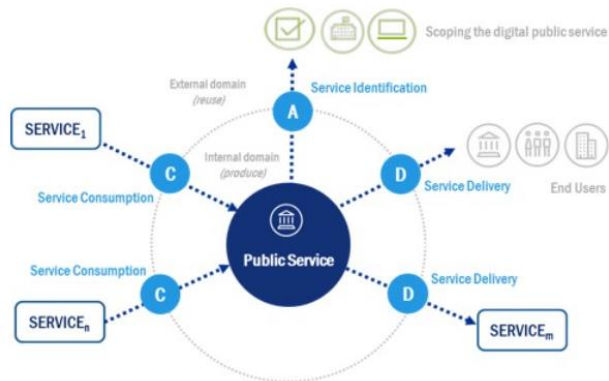 Scoping the digital public service
External domain
(reuse)
Service Identification
A
SERVICE₁
Internal domain
(produce)
C
D
Service Consumption
Service Delivery
End Users
Public Service
Service Consumption
Service Delivery
C
D
SERVICEₙ
SERVICEₘ